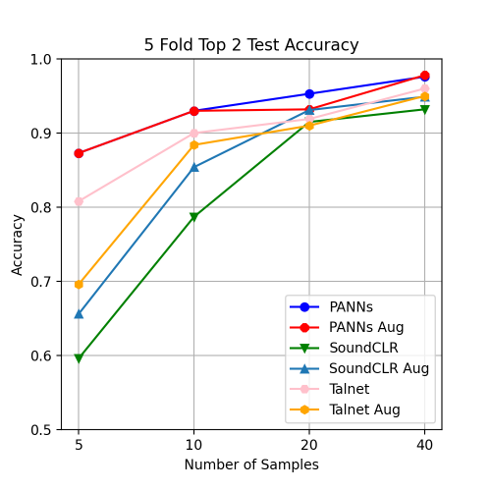 5 Fold Top 2 Test Accuracy
1.0
0.9
0.8
0.7
0.6
0.5
Accuracy
PANNs
PANNs Aug
SoundCLR
SoundCLR Aug
Talnet
Talnet Aug
5 10 20 40
Number of Samples